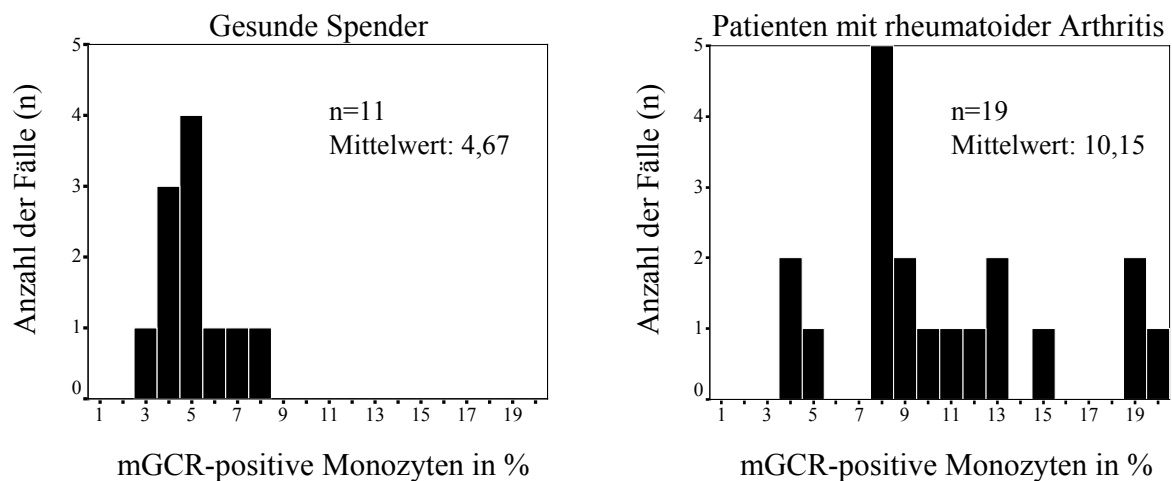 Gesunde Spender
Anzahl der Fälle (n)
5
4
3
2
1
0
n=11
Mittelwert: 4,67
1 3 5 7 9 11 13 15 17 19
mGCR-positive Monozyten in %
Patienten mit rheumatoider Arthritis
Anzahl der Fälle (n)
5
4
3
2
1
0
n=19
Mittelwert: 10,15
1 3 5 7 9 11 13 15 17 19
mGCR-positive Monozyten in %